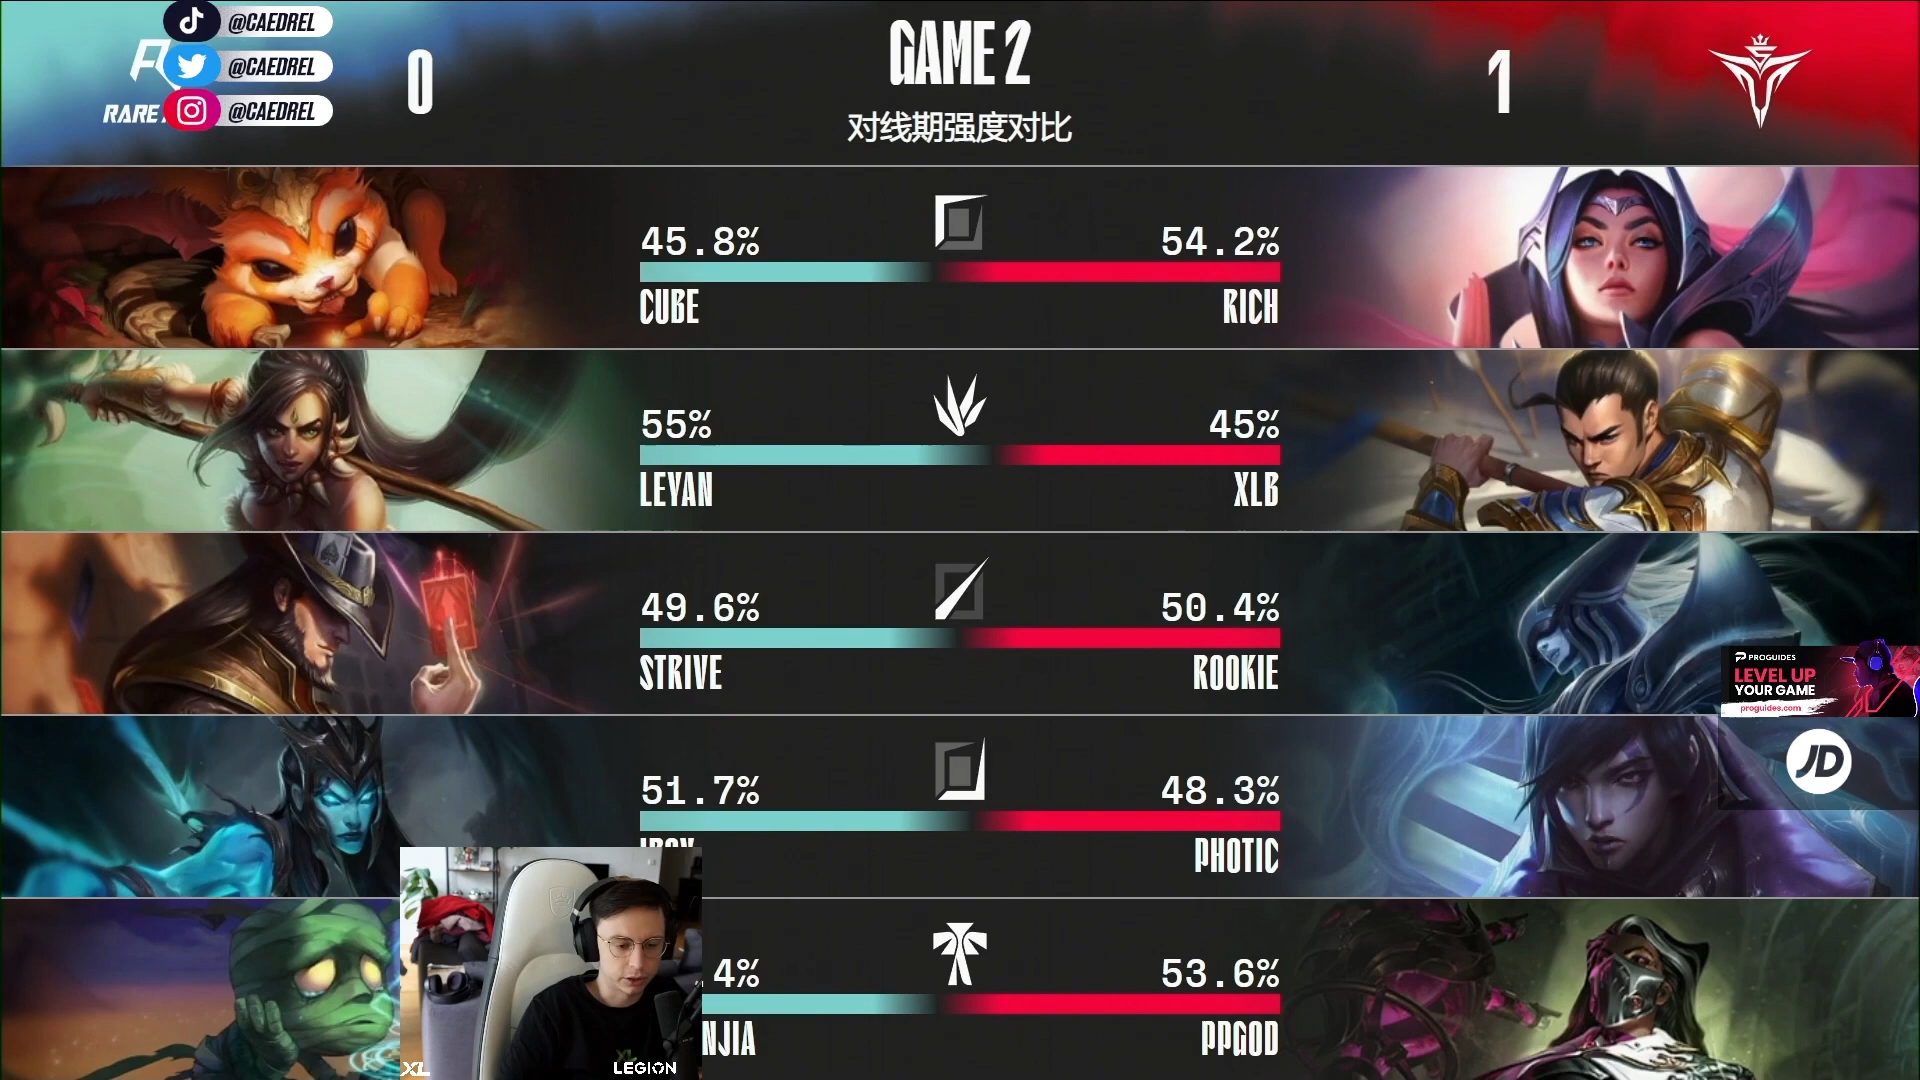 @CAEDREL
@CAEDREL
@CAEDREL
RARE
0
GAME 2
对线期强度对比
1
45.8%
54.2%
CUBE
RICH
55%
45%
LEYAN
XLB
49.6%
50.4%
STRIVE
ROOKIE
PROGUIDES
LEVEL UP
YOUR GAME
proguides.com
JD
51.7%
48.3%
PHOTIC
.4%
53.6%
NJIA
PPGOD
XL
LEGION